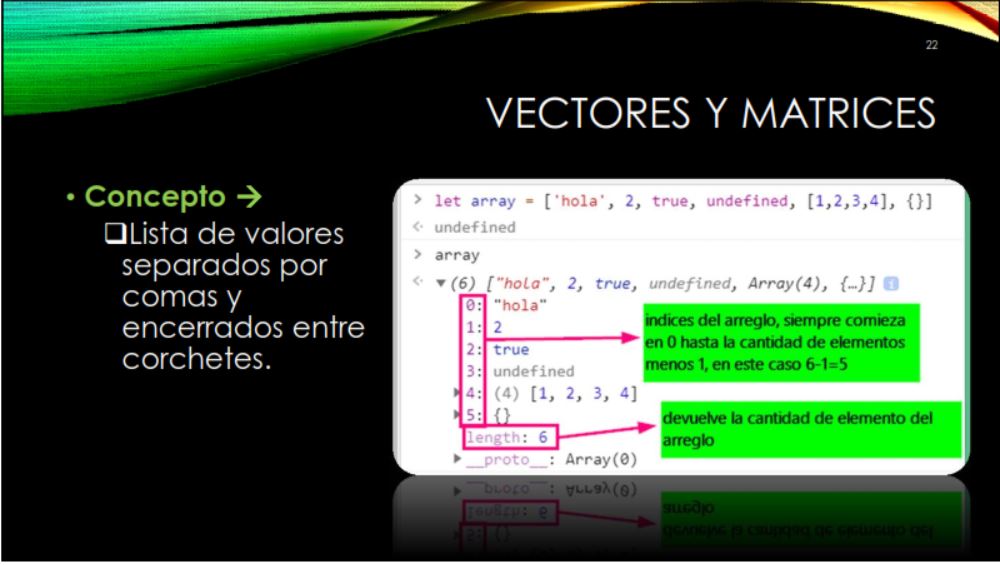 22
VECTORES Y MATRICES
• Concepto →
❑Lista de valores
separados por
comas y
encerrados entre
corchetes.
> let array = ['hola', 2, true, undefined, [1,2,3,4], {}]
<· undefined
> array
<· ▼(6) ["hola", 2, true, undefined, Array(4), {…}] i
0: "hola"
1: 2
2: true
3: undefined
▶4: (4) [1, 2, 3, 4]
▶5: {}
length: 6
▶__proto__: Array(0)
indices del arreglo, siempre comieza
en 0 hasta la cantidad de elementos
menos 1, en este caso 6-1=5
devuelve la cantidad de elemento del
arreglo